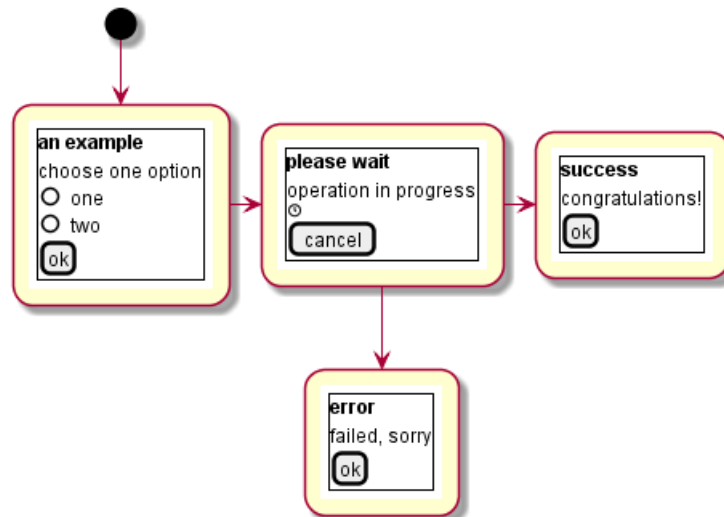 an example
choose one option
one
two
ok
please wait
operation in progress
cancel
success
congratulations!
ok
error
failed, sorry
ok